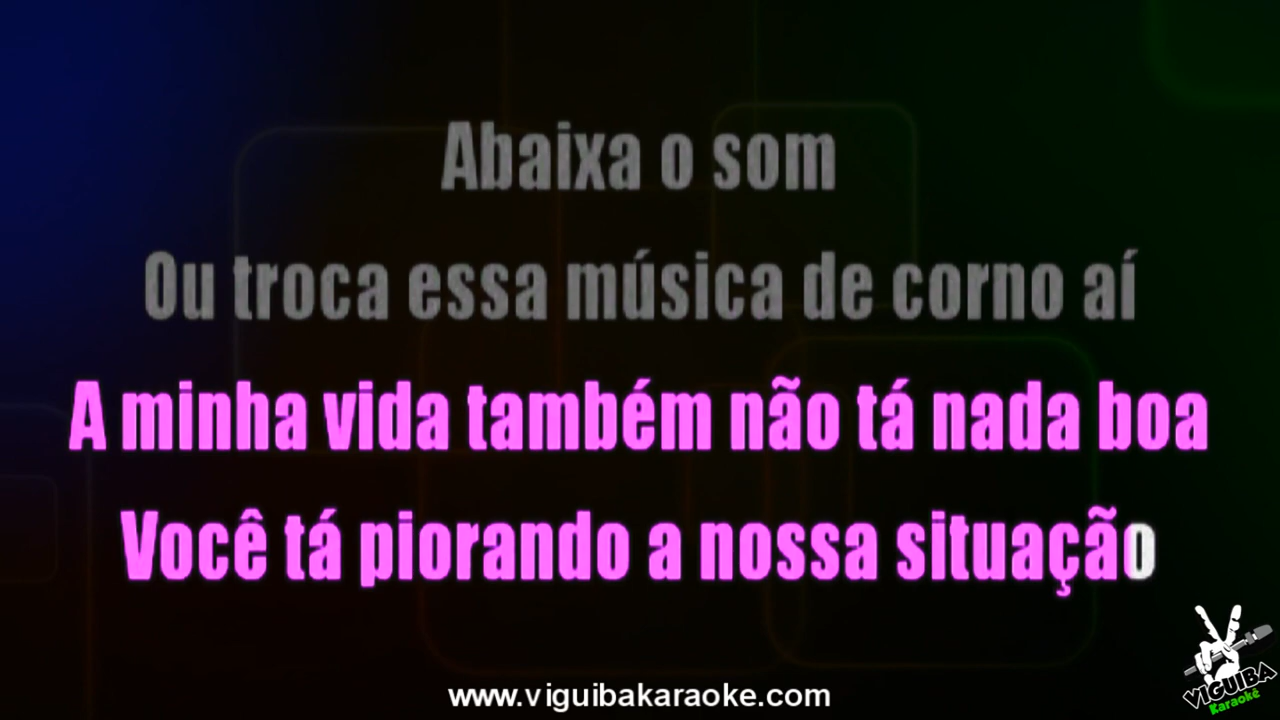 Abaixa o som
Ou troca essa música de corno aí
A minha vida também não tá nada boa
Você tá piorando a nossa situação
VIGUIBA
Karaokê
www.viguibakaraoke.com